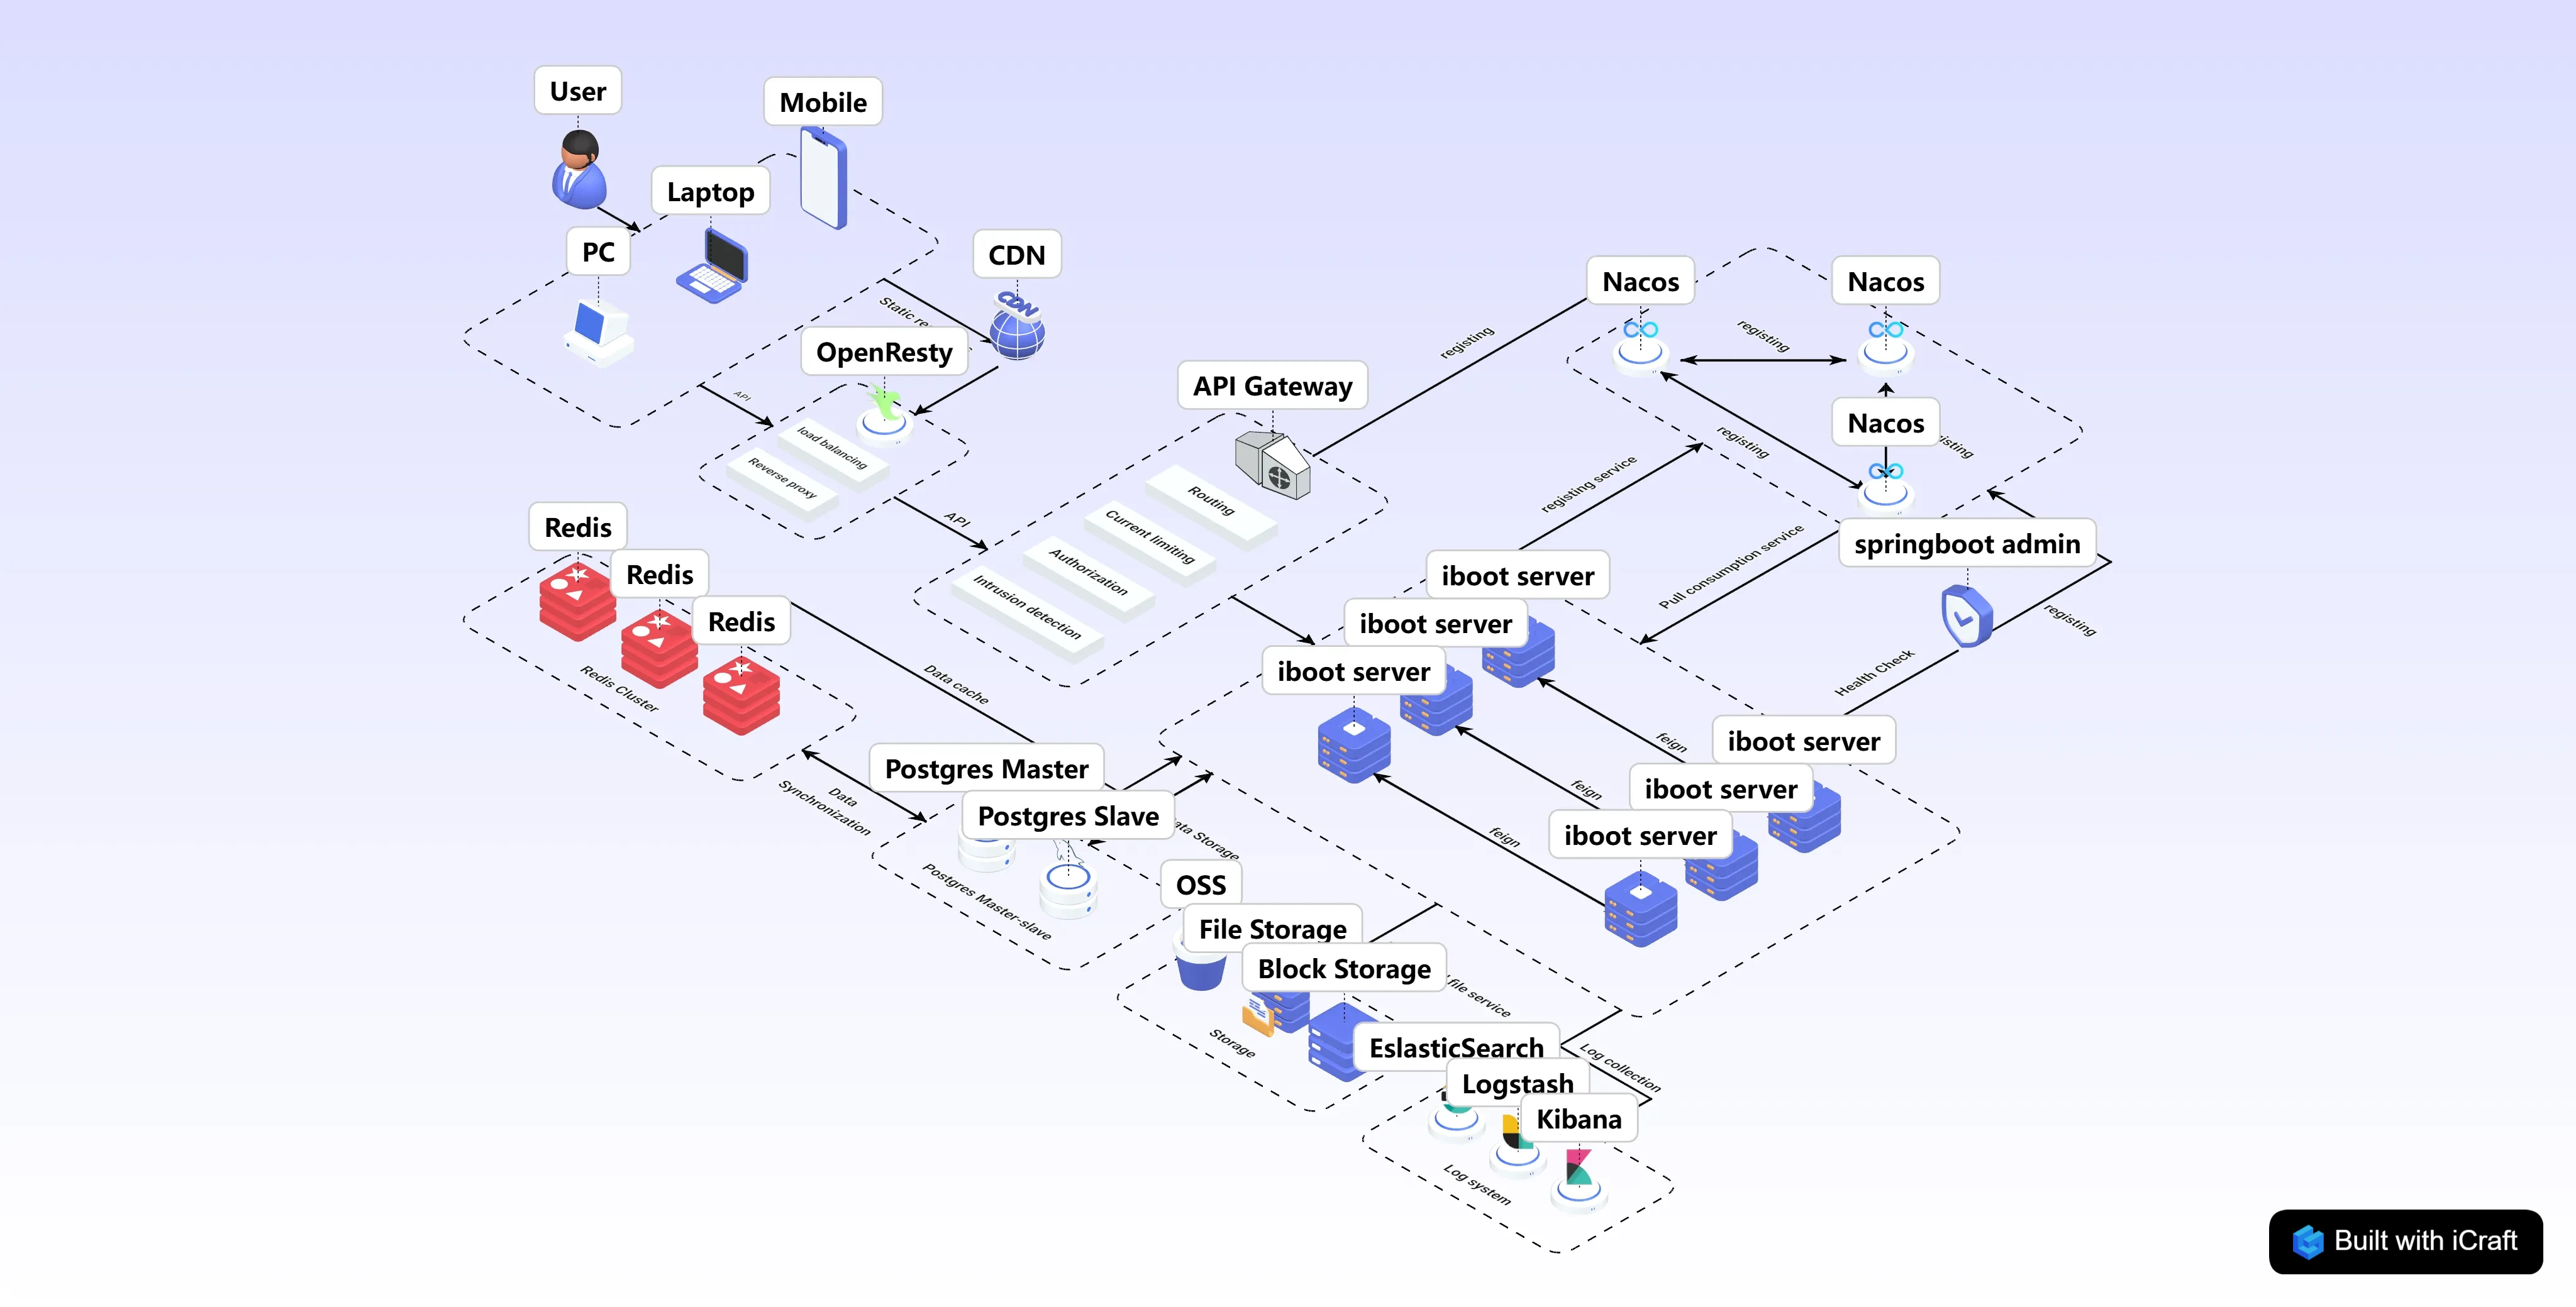 User
Mobile
Laptop
PC
CDN
Static
OpenResty
API
load balancing
Reverse proxy
API
API Gateway
Routing
Current limiting
Authorization
Intrusion detection
registing
Nacos
Nacos
registing
Nacos
registing
registing service
Pull consumption service
springboot admin
registing
Health Check
Redis
Redis
Redis
Redis Cluster
Data cache
Data
Synchronization
iboot server
iboot server
iboot server
feign
feign
feign
iboot server
iboot server
iboot server
Postgres Master
Postgres Slave
Storage
Postgres Master-slave
OSS
File Storage
Block Storage
file service
Storage
EslasticSearch
Logstash
Kibana
Log collection
Log system
Built with iCraft